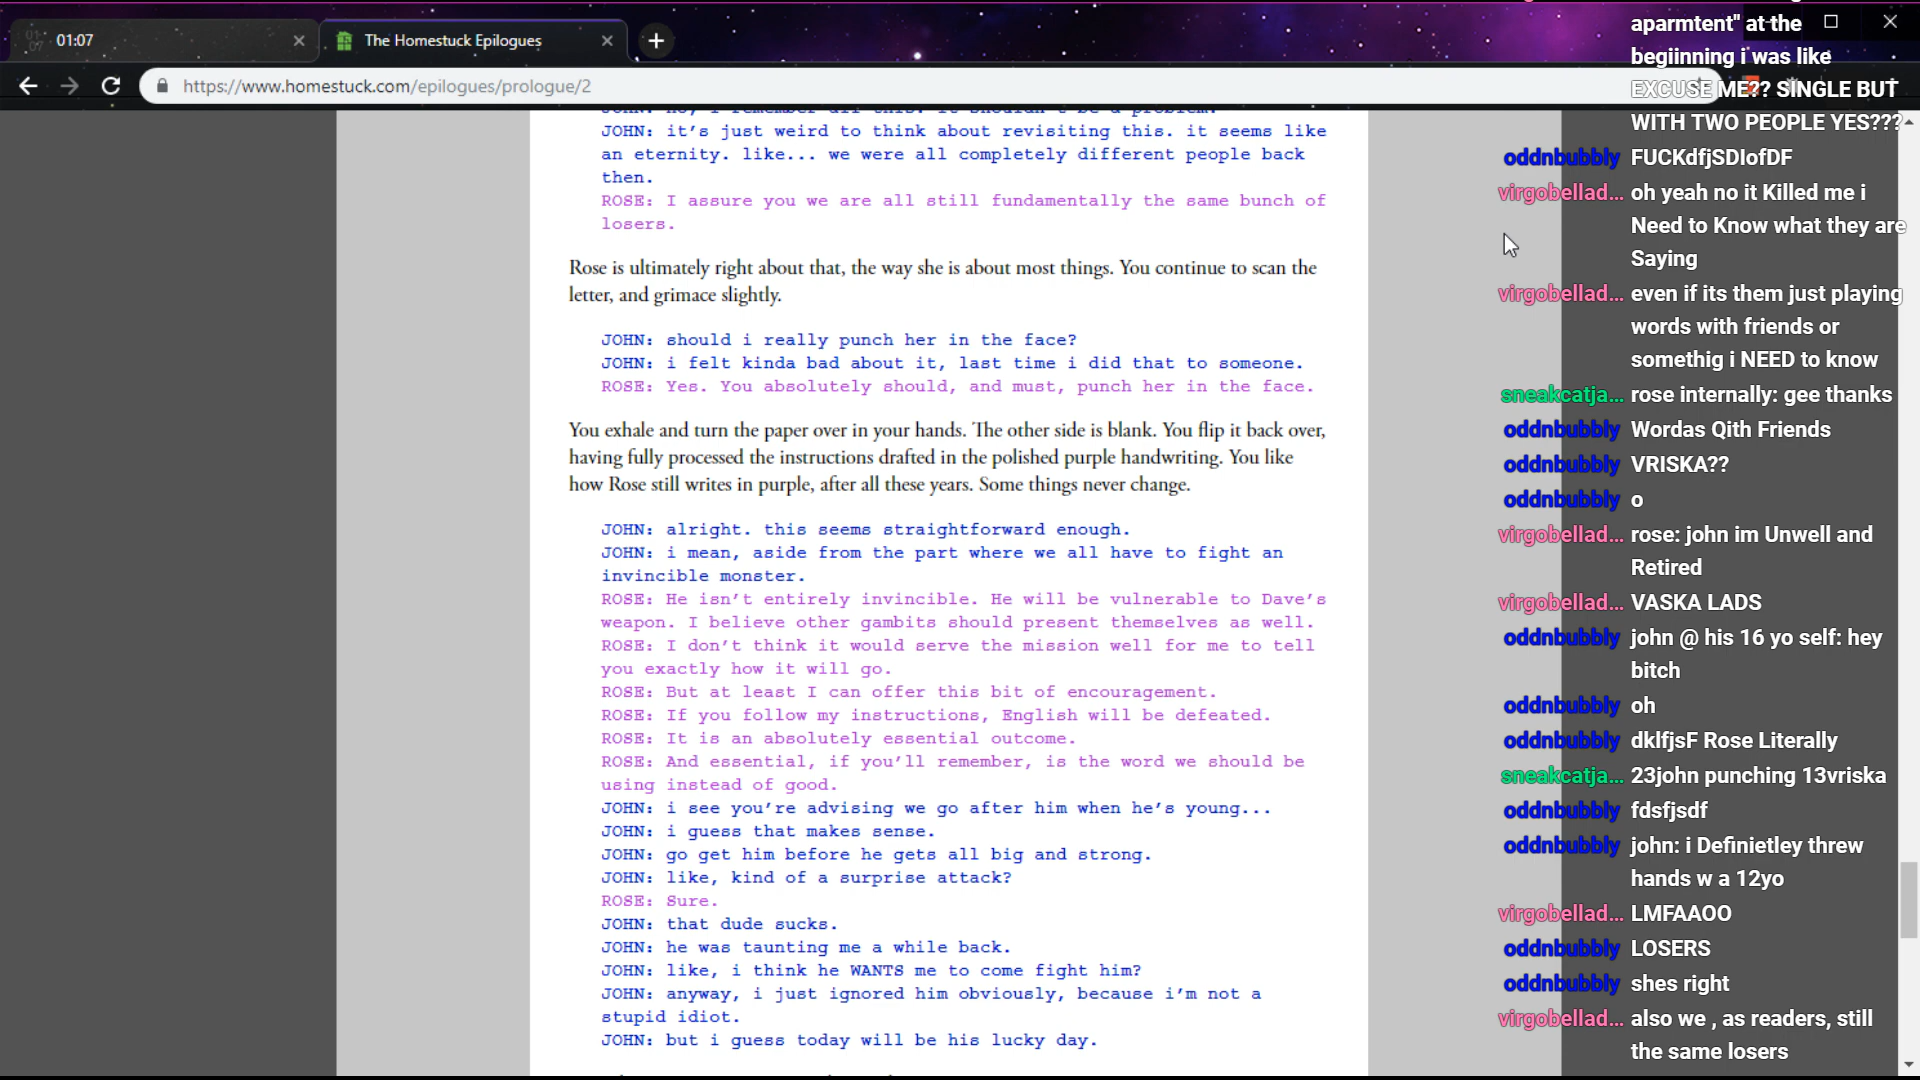 01:07
The Homestuck Epilogues
https://www.homestuck.com/epilogues/prologue/2
JOHN: no, i remember all this. it shouldn't be a problem.
JOHN: it's just weird to think about revisiting this. it seems like
an eternity. like... we were all completely different people back
then.
ROSE: I assure you we are all still fundamentally the same bunch of
losers.
Rose is ultimately right about that, the way she is about most things. You continue to scan the
letter, and grimace slightly.
JOHN: should i really punch her in the face?
JOHN: i felt kinda bad about it, last time i did that to someone.
ROSE: Yes. You absolutely should, and must, punch her in the face.
You exhale and turn the paper over in your hands. The other side is blank. You flip it back over,
having fully processed the instructions drafted in the polished purple handwriting. You like
how Rose still writes in purple, after all these years. Some things never change.
JOHN: alright. this seems straightforward enough.
JOHN: i mean, aside from the part where we all have to fight an
invincible monster.
ROSE: He isn't entirely invincible. He will be vulnerable to Dave's
weapon. I believe other gambits should present themselves as well.
ROSE: I don't think it would serve the mission well for me to tell
you exactly how it will go.
ROSE: But at least I can offer this bit of encouragement.
ROSE: If you follow my instructions, English will be defeated.
ROSE: It is an absolutely essential outcome.
ROSE: And essential, if you'll remember, is the word we should be
using instead of good.
JOHN: i see you're advising we go after him when he's young...
JOHN: i guess that makes sense.
JOHN: go get him before he gets all big and strong.
JOHN: like, kind of a surprise attack?
ROSE: Sure.
JOHN: that dude sucks.
JOHN: he was taunting me a while back.
JOHN: like, i think he WANTS me to come fight him?
JOHN: anyway, i just ignored him obviously, because i'm not a
stupid idiot.
JOHN: but i guess today will be his lucky day.
aparmtent" at the
begiinning i was like
EXCUSE ME?? SINGLE BUT
WITH TWO PEOPLE YES???
oddnbubbly FUCKdfjSDIofDF
virgobellad... oh yeah no it Killed me i
Need to Know what they are
Saying
virgobellad... even if its them just playing
words with friends or
somethig i NEED to know
sneakcatja... rose internally: gee thanks
oddnbubbly Wordas Qith Friends
oddnbubbly VRISKA??
oddnbubbly o
virgobellad... rose: john im Unwell and
Retired
virgobellad... VASKA LADS
oddnbubbly john @ his 16 yo self: hey
bitch
oddnbubbly oh
oddnbubbly dklfjsF Rose Literally
sneakcatja... 23john punching 13vriska
oddnbubbly fdsfjsdf
oddnbubbly john: i Definietley threw
hands w a 12yo
virgobellad... LMFAAOO
oddnbubbly LOSERS
oddnbubbly shes right
virgobellad... also we , as readers, still
the same losers